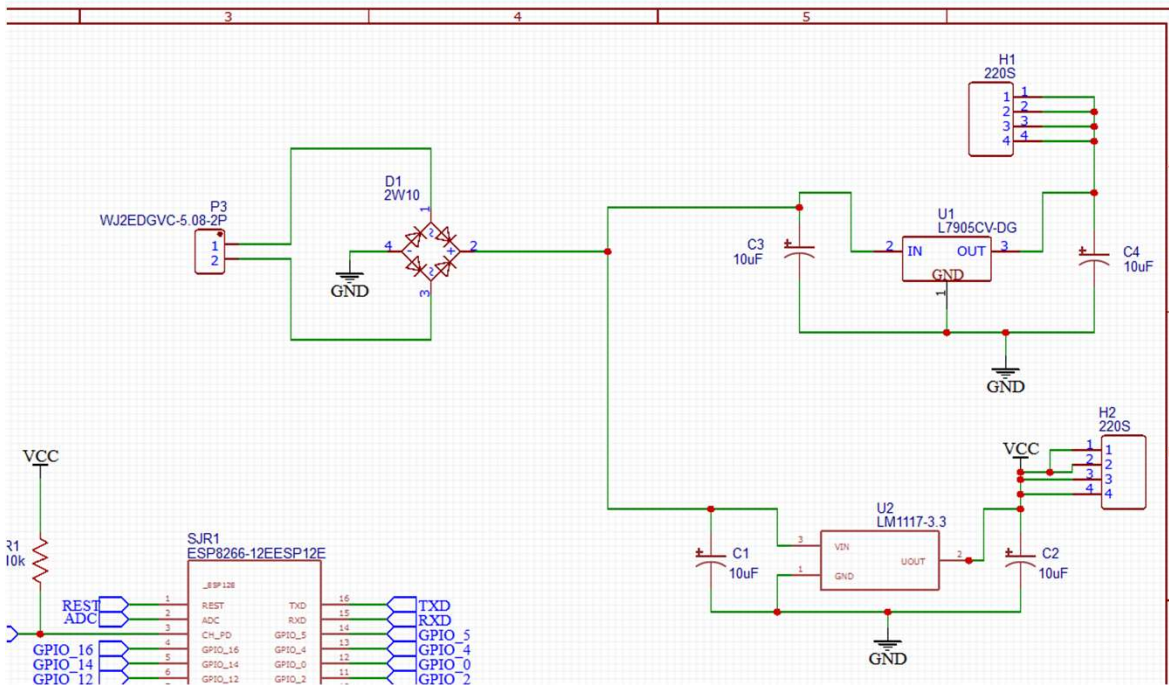 3
4
5
H1
220S
1 1
2 2
3 3
4 4
D1
2W10
P3
WJ2EDGVC-5.08-2P
1
2
1
4
2
3
GND
C3
10uF
U1
L7905CV-DG
2 IN OUT 3
GND
1
C4
10uF
GND
H2
220S
VCC
1 1
2 2
3 3
4 4
U2
LM1117-3.3
3 VIN
UOUT 2
1 GND
C1
10uF
C2
10uF
GND
VCC
R1
10k
SJR1
ESP8266-12EESP12E
_ESP12E
REST 1 REST TXD 16 TXD
ADC 2 ADC RXD 15 RXD
3 CH_PD GPIO_5 14 GPIO_5
GPIO_16 4 GPIO_16 GPIO_4 13 GPIO_4
GPIO_14 5 GPIO_14 GPIO_0 12 GPIO_0
GPIO_12 6 GPIO_12 GPIO_2 11 GPIO_2